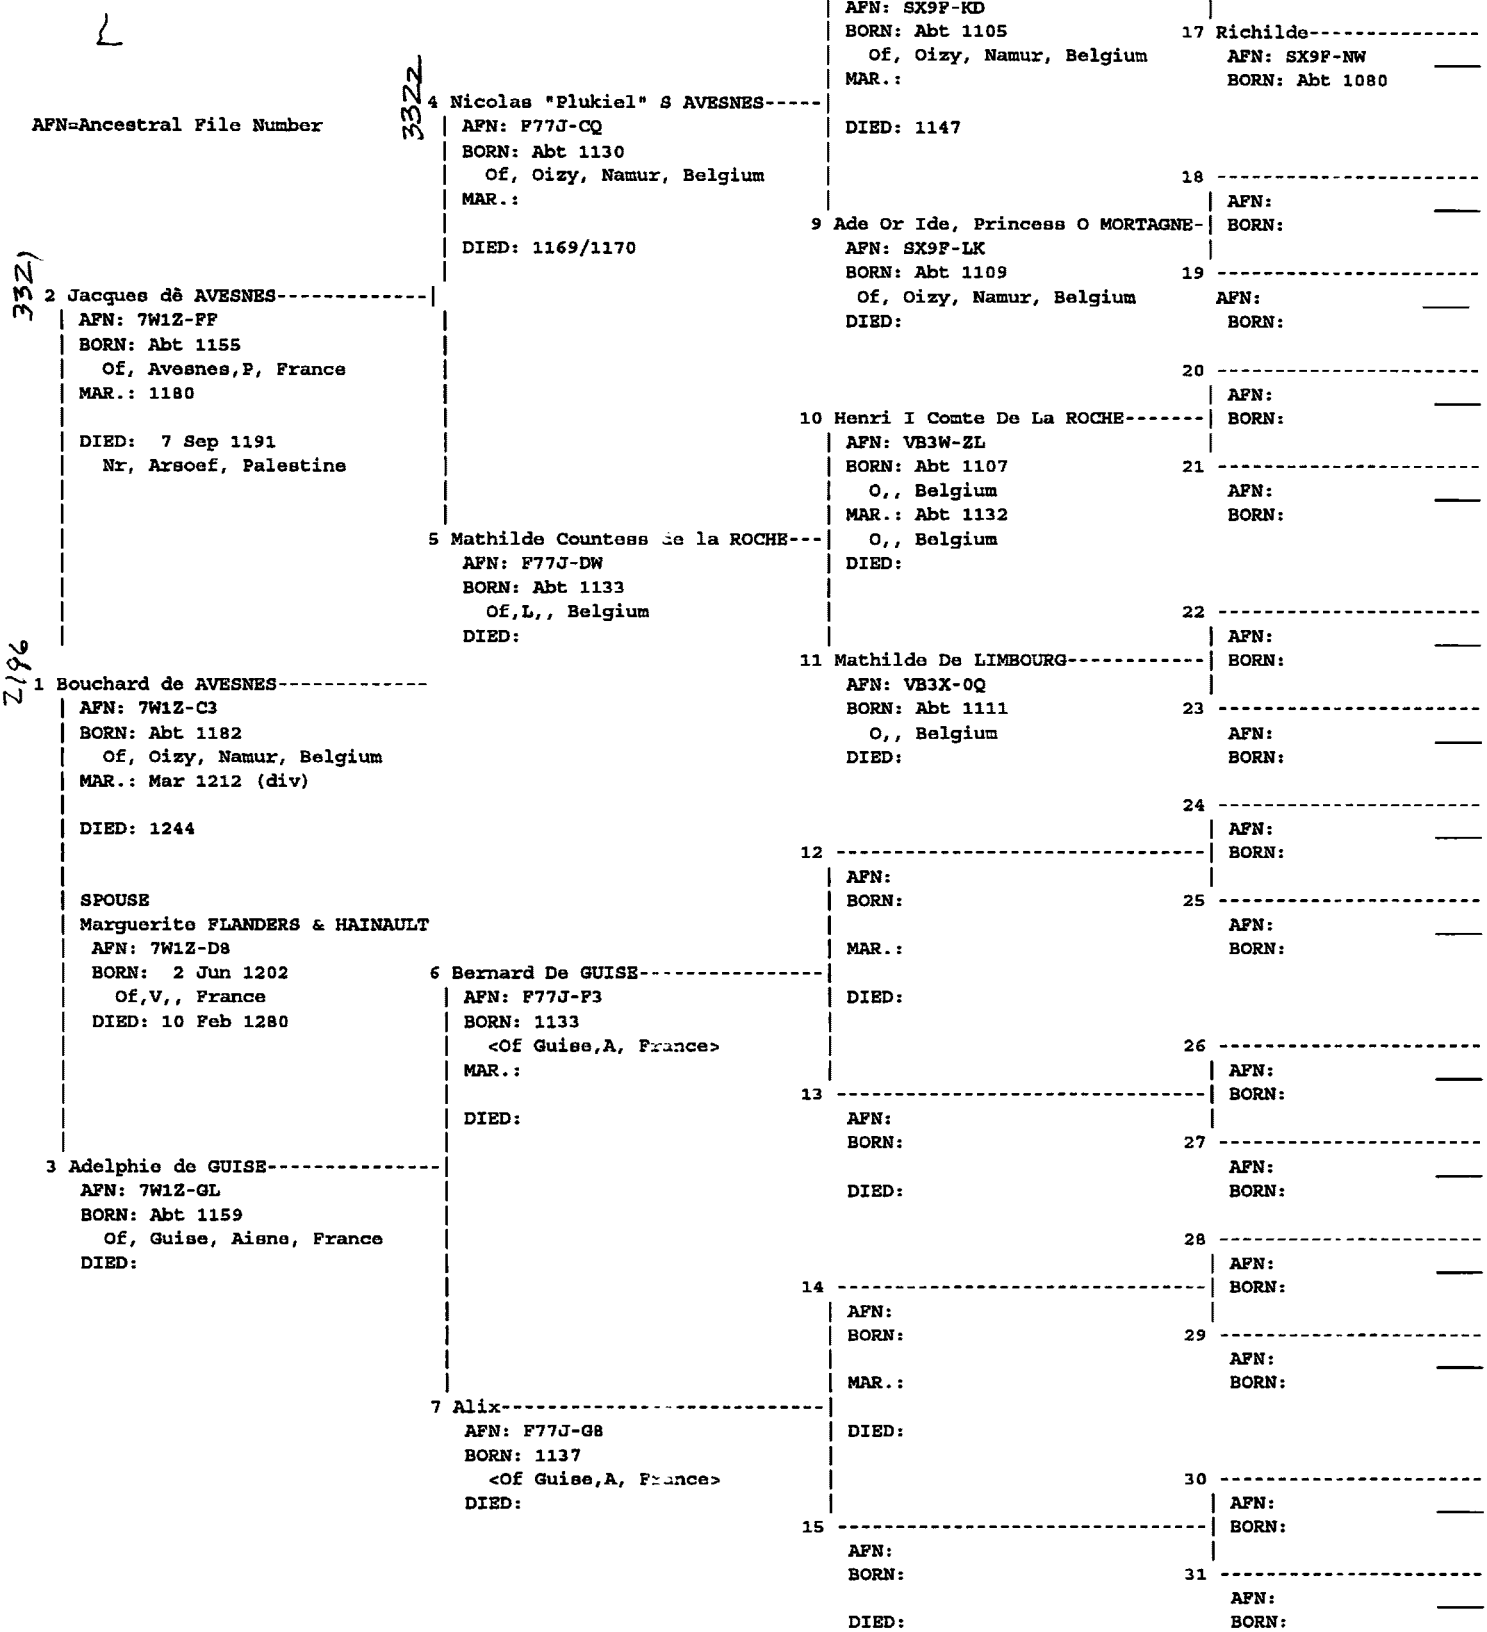 AFN: SX9F-KD
BORN: Abt 1105
Of, Oizy, Namur, Belgium
MAR.:
DIED: 1147
17 Richilde---------------
AFN: SX9F-NW
BORN: Abt 1080
AFN=Ancestral File Number
3322
4 Nicolas "Plukiel" S AVESNES-----
AFN: F77J-CQ
BORN: Abt 1130
Of, Oizy, Namur, Belgium
MAR.:
DIED: 1169/1170
18 -----------------------
AFN:
BORN:
9 Ade Or Ide, Princess O MORTAGNE-
AFN: SX9F-LK
BORN: Abt 1109
Of, Oizy, Namur, Belgium
DIED:
19 -----------------------
AFN:
BORN:
3321
2 Jacques dè AVESNES-------------
AFN: 7W1Z-FF
BORN: Abt 1155
Of, Avesnes,P, France
MAR.: 1180
DIED: 7 Sep 1191
Nr, Arsoef, Palestine
20 -----------------------
AFN:
BORN:
10 Henri I Comte De La ROCHE-------
AFN: VB3W-ZL
BORN: Abt 1107
O,, Belgium
MAR.: Abt 1132
O,, Belgium
DIED:
21 -----------------------
AFN:
BORN:
5 Mathilde Countess de la ROCHE---
AFN: F77J-DW
BORN: Abt 1133
Of,L,, Belgium
DIED:
22 -----------------------
AFN:
BORN:
11 Mathilde De LIMBOURG------------
AFN: VB3X-0Q
BORN: Abt 1111
O,, Belgium
DIED:
23 -----------------------
AFN:
BORN:
2196
1 Bouchard de AVESNES-------------
AFN: 7W1Z-C3
BORN: Abt 1182
Of, Oizy, Namur, Belgium
MAR.: Mar 1212 (div)
DIED: 1244
SPOUSE
Marguerite FLANDERS & HAINAULT
AFN: 7W1Z-D8
BORN: 2 Jun 1202
Of,V,, France
DIED: 10 Feb 1280
24 -----------------------
AFN:
BORN:
12 --------------------------------
AFN:
BORN:
MAR.:
DIED:
25 -----------------------
AFN:
BORN:
6 Bernard De GUISE----------------
AFN: F77J-F3
BORN: 1133
<Of Guise,A, France>
MAR.:
DIED:
26 -----------------------
AFN:
BORN:
13 --------------------------------
AFN:
BORN:
DIED:
27 -----------------------
AFN:
BORN:
3 Adelphie de GUISE---------------
AFN: 7W1Z-GL
BORN: Abt 1159
Of, Guise, Aisne, France
DIED:
28 -----------------------
AFN:
BORN:
14 --------------------------------
AFN:
BORN:
MAR.:
DIED:
29 -----------------------
AFN:
BORN:
7 Alix----------------------------
AFN: F77J-G8
BORN: 1137
<Of Guise,A, France>
DIED:
30 -----------------------
AFN:
BORN:
15 --------------------------------
AFN:
BORN:
DIED:
31 -----------------------
AFN:
BORN: